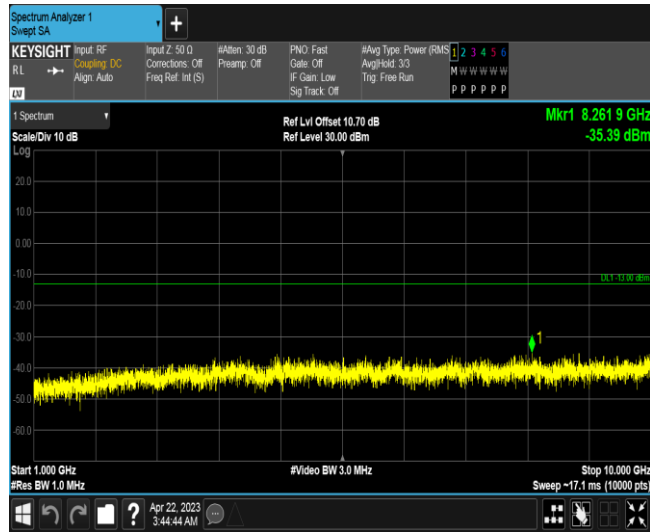 Spectrum Analyzer 1
Swept SA
+
KEYSIGHT
RL
LXI
Input: RF
Coupling: DC
Align: Auto
Input Z: 50 Ω
Corrections: Off
Freq Ref: Int (S)
#Atten: 30 dB
Preamp: Off
PNO: Fast
Gate: Off
IF Gain: Low
Sig Track: Off
#Avg Type: Power (RMS
Avg|Hold: 3/3
Trig: Free Run
1 2 3 4 5 6
M W W W W W
P P P P P P
1 Spectrum
Scale/Div 10 dB
Log
Ref Lvl Offset 10.70 dB
Ref Level 30.00 dBm
Mkr1 8.261 9 GHz
-35.39 dBm
20.0
10.0
0.00
-10.0
DL1 -13.00 dBm
-20.0
-30.0
1
-40.0
-50.0
-60.0
Start 1.000 GHz
#Res BW 1.0 MHz
#Video BW 3.0 MHz
Stop 10.000 GHz
Sweep ~17.1 ms (10000 pts)
?
Apr 22, 2023
3:44:44 AM